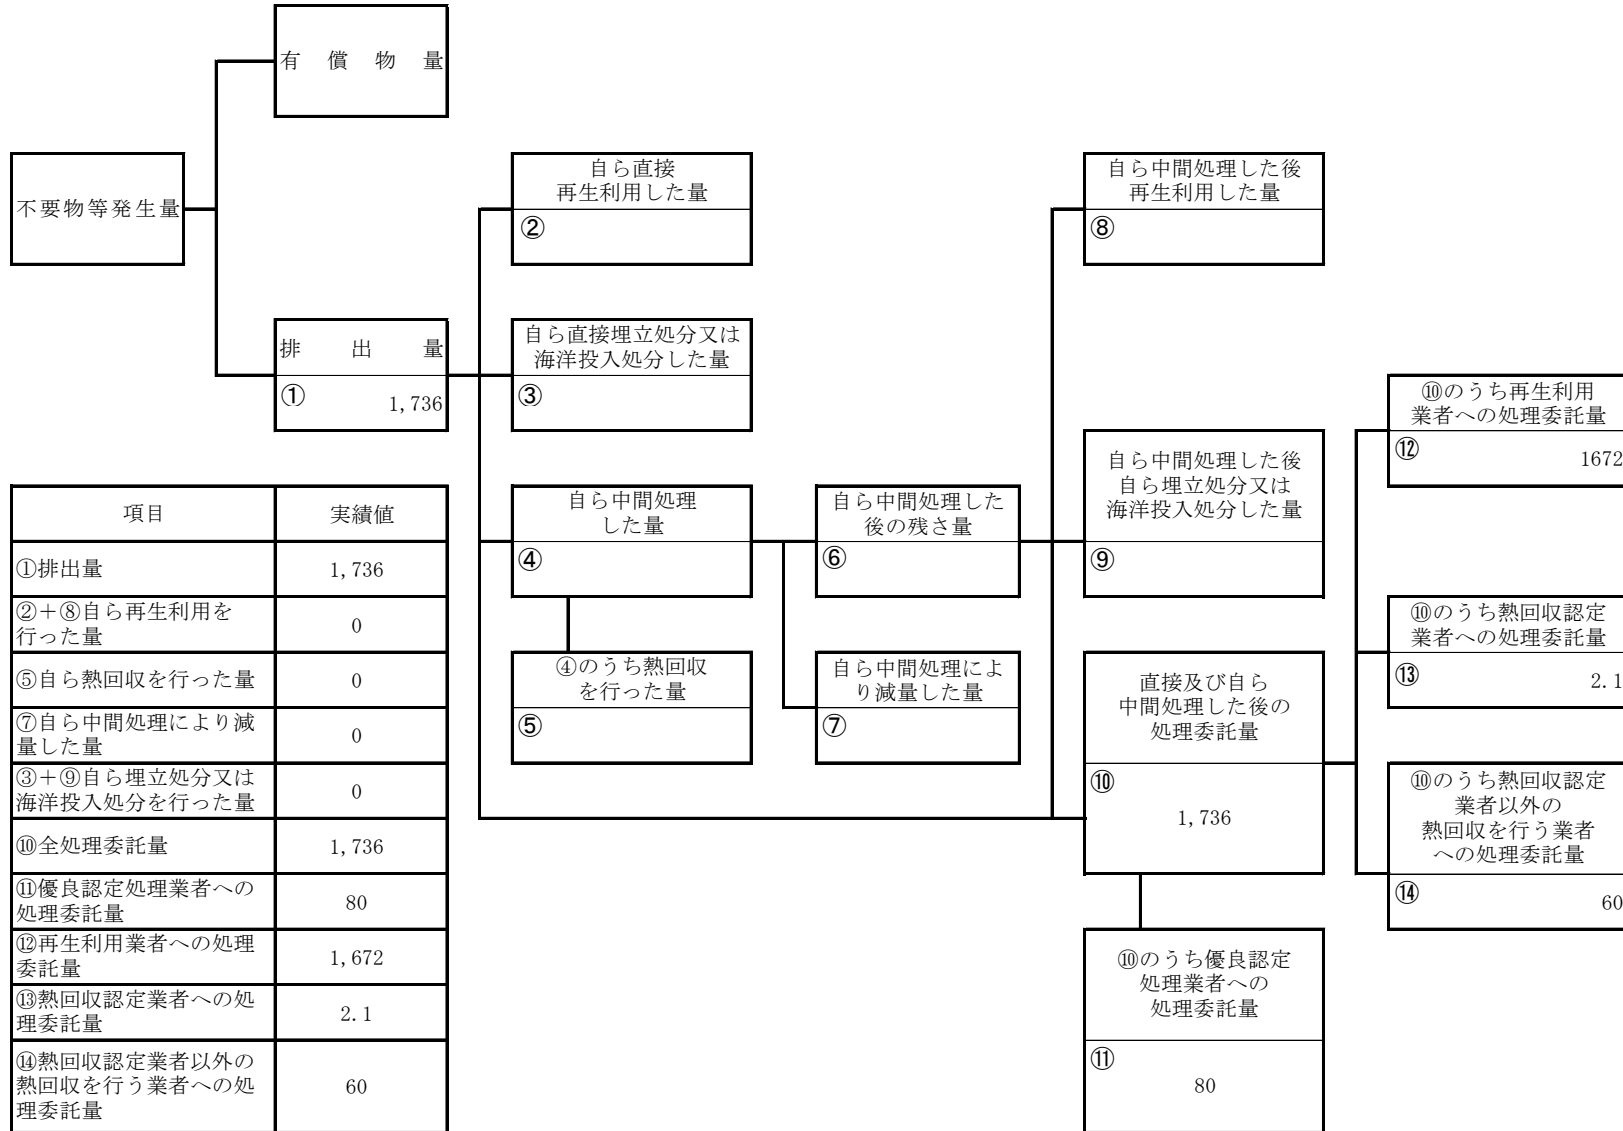 有償物量
不要物等発生量
排出量
①
1,736
自ら直接
再生利用した量
②
自ら直接埋立処分又は
海洋投入処分した量
③
自ら中間処理
した量
④
④のうち熱回収
を行った量
⑤
自ら中間処理した
後の残さ量
⑥
自ら中間処理によ
り減量した量
⑦
自ら中間処理した後
再生利用した量
⑧
自ら中間処理した後
自ら埋立処分又は
海洋投入処分した量
⑨
直接及び自ら
中間処理した後の
処理委託量
⑩
1,736
⑩のうち優良認定
処理業者への
処理委託量
⑪
80
⑩のうち再生利用
業者への処理委託量
⑫
1672
⑩のうち熱回収認定
業者への処理委託量
⑬
2.1
⑩のうち熱回収認定
業者以外の
熱回収を行う業者
への処理委託量
⑭
60
項目 実績値
①排出量 1,736
②＋⑧自ら再生利用を
行った量
0
⑤自ら熱回収を行った量 0
⑦自ら中間処理により減
量した量
0
③＋⑨自ら埋立処分又は
海洋投入処分を行った量
0
⑩全処理委託量 1,736
⑪優良認定処理業者への
処理委託量
80
⑫再生利用業者への処理
委託量
1,672
⑬熱回収認定業者への処
理委託量
2.1
⑭熱回収認定業者以外の
熱回収を行う業者への処
理委託量
60